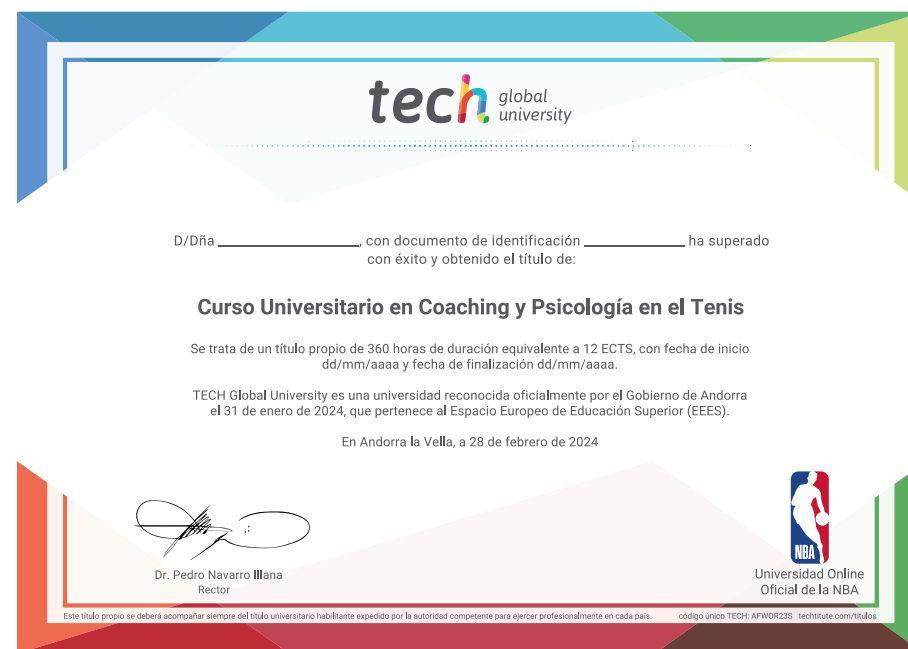 tech global university
D/Dña ____________________, con documento de identificación ______________ ha superado
con éxito y obtenido el título de:
Curso Universitario en Coaching y Psicología en el Tenis
Se trata de un título propio de 360 horas de duración equivalente a 12 ECTS, con fecha de inicio
dd/mm/aaaa y fecha de finalización dd/mm/aaaa.
TECH Global University es una universidad reconocida oficialmente por el Gobierno de Andorra
el 31 de enero de 2024, que pertenece al Espacio Europeo de Educación Superior (EEES).
En Andorra la Vella, a 28 de febrero de 2024
Dr. Pedro Navarro Illana
Rector
NBA
Universidad Online
Oficial de la NBA
Este título propio se deberá acompañar siempre del título universitario habilitante expedido por la autoridad competente para ejercer profesionalmente en cada país. código único TECH: AFWOR23S techtitute.com/titulos